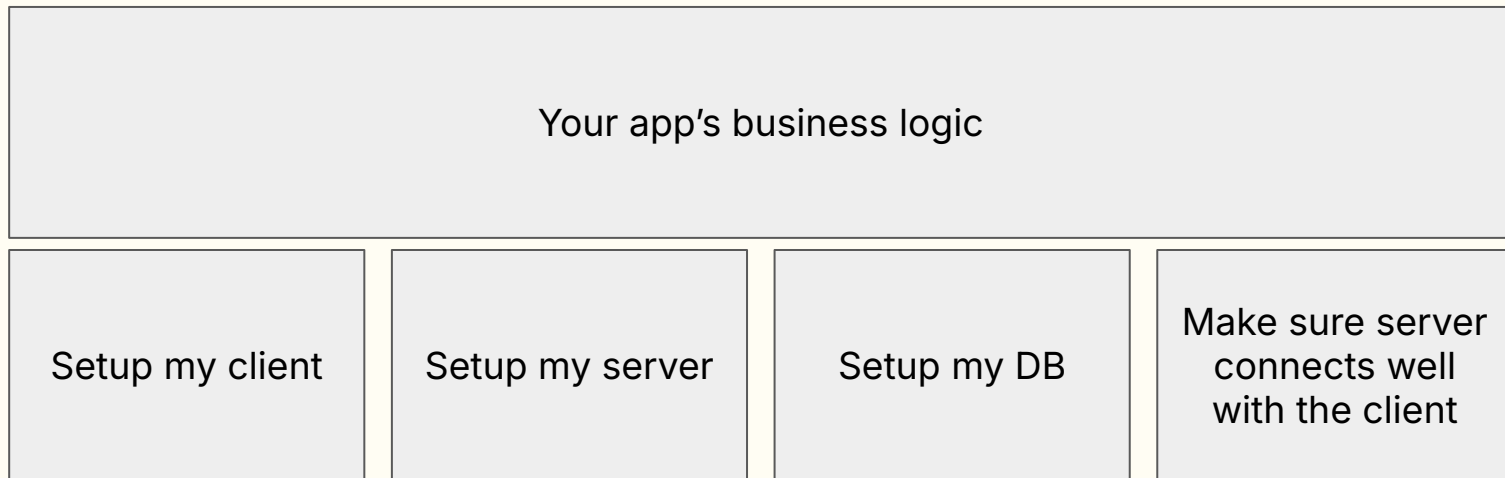 Your app’s business logic
Setup my client
Setup my server
Setup my DB
Make sure server
connects well
with the client